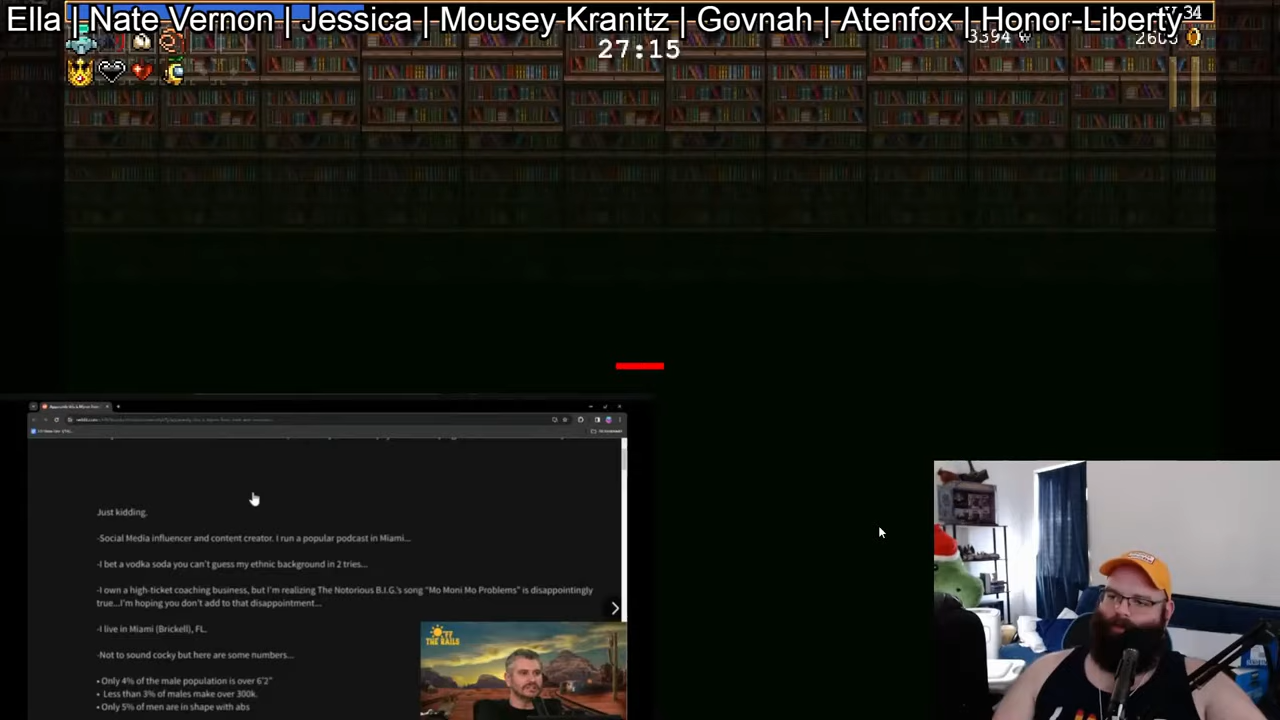 Ella | Nate Vernon | Jessica | Mousey Kranitz | Govnah | Atenfox | Honor-Liberty
34
27:15
3394
Just kidding.
-Social Media influencer and content creator. I run a popular podcast in Miami...
-I bet a vodka soda you can't guess my ethnic background in 2 tries...
-I own a high-ticket coaching business, but I'm realizing The Notorious B.I.G.'s song "Mo Moni Mo Problems" is disappointingly
true...I'm hoping you don't add to that disappointment...
-I live in Miami (Brickell), FL.
-Not to sound cocky but here are some numbers...
• Only 4% of the male population is over 6'2"
• Less than 3% of males make over 300k.
• Only 5% of men are in shape with abs
THE RAILS